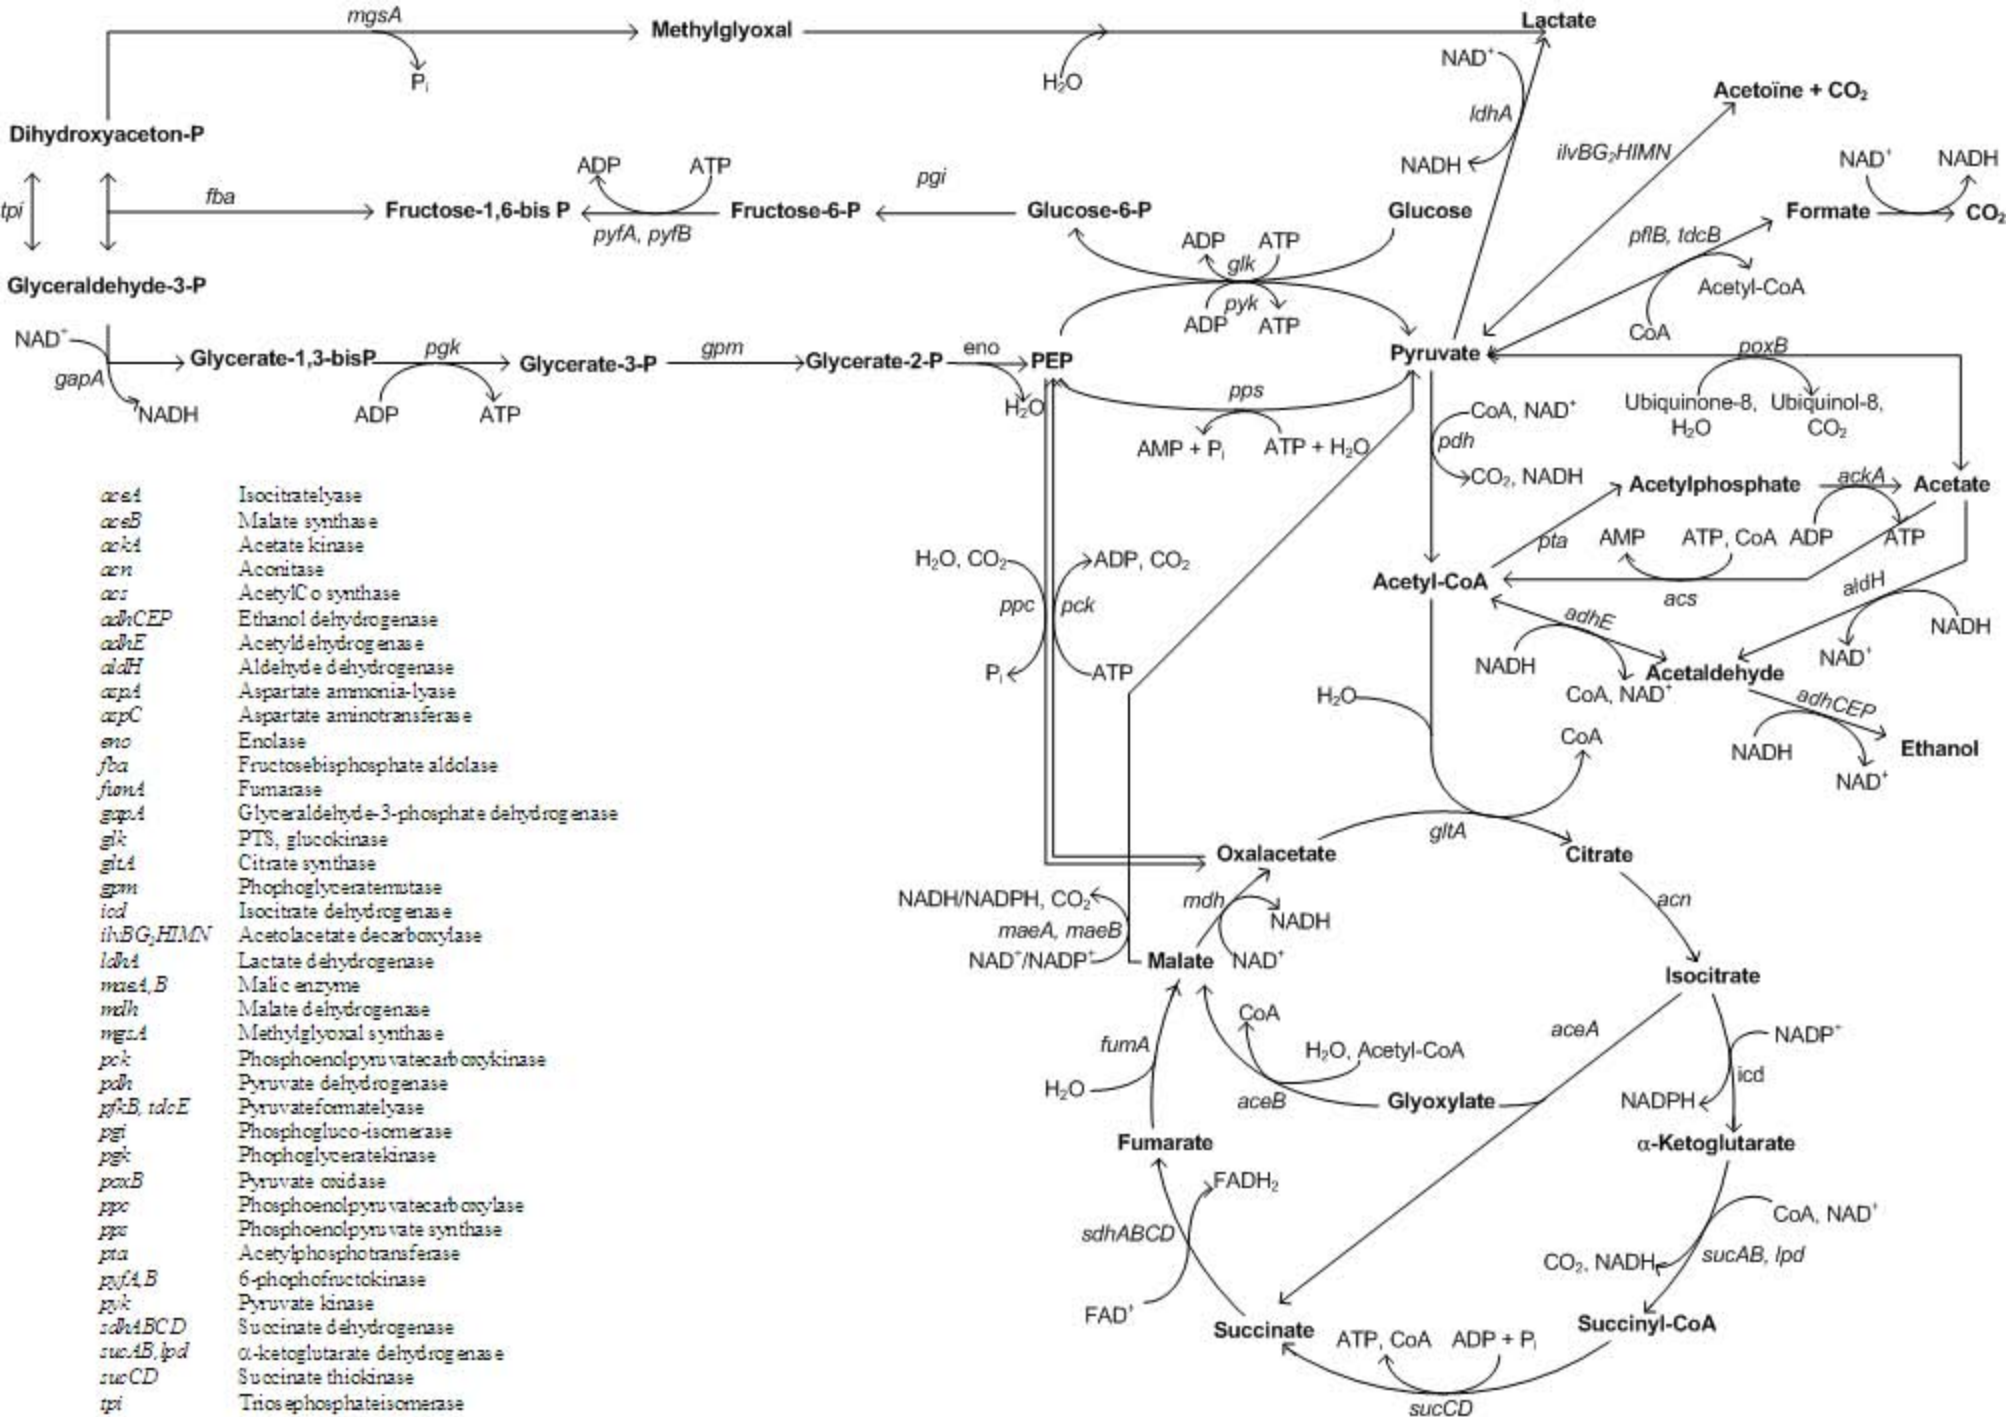 mgsA
Methylglyoxal
Lactate
Pi
H2O
NAD+
ldhA
NADH
Acetoïne + CO2
ilvBG2HIMN
Dihydroxyaceton-P
ADP ATP
pgi
NAD+ NADH
tpi
fba
Fructose-1,6-bis P
pyfA, pyfB
Fructose-6-P
Glucose-6-P
Glucose
Formate
CO2
pflB, tdcB
Acetyl-CoA
CoA
ADP ATP
glk
pyk
ADP ATP
Glyceraldehyde-3-P
NAD+
gapA
NADH
Glycerate-1,3-bisP
pgk
ADP ATP
Glycerate-3-P
gpm
Glycerate-2-P
eno
H2O
PEP
Pyruvate
pps
AMP + Pi ATP + H2O
poxB
Ubiquinone-8, Ubiquinol-8,
H2O CO2
CoA, NAD+
pdh
CO2, NADH
Acetylphosphate
ackA
Acetate
pta
AMP ATP, CoA ADP ATP
Acetyl-CoA
acs
aldH
NADH
NAD+
adhE
NADH
CoA, NAD+
Acetaldehyde
adhCEP
NADH
NAD+
Ethanol
H2O, CO2
ADP, CO2
ppc
pck
Pi
ATP
H2O
CoA
Oxalacetate
gltA
Citrate
NADH/NADPH, CO2
maeA, maeB
NAD+/NADP+
mdh
NADH
NAD+
Malate
acn
Isocitrate
fumA
H2O
CoA
H2O, Acetyl-CoA
aceB
Glyoxylate
aceA
NADP+
icd
NADPH
Fumarate
α-Ketoglutarate
FADH2
sdhABCD
FAD+
CoA, NAD+
CO2, NADH
sucAB, lpd
Succinate
ATP, CoA ADP + Pi
Succinyl-CoA
sucCD
aceA Isocitratelyase
aceB Malate synthase
ackA Acetate kinase
acn Aconitase
acs AcetylCo synthase
adhCEP Ethanol dehydrogenase
adhE Acetyldehydrogenase
aldH Aldehyde dehydrogenase
aspA Aspartate ammonia-lyase
aspC Aspartate aminotransferase
eno Enolase
fba Fructosebisphosphate aldolase
fumA Fumarase
gapA Glyceraldehyde-3-phosphate dehydrogenase
glk PTS, glucokinase
gltA Citrate synthase
gpm Phophoglyceratemutase
icd Isocitrate dehydrogenase
ilvBG2HIMN Acetolacetate decarboxylase
ldhA Lactate dehydrogenase
maeA,B Malic enzyme
mdh Malate dehydrogenase
mgsA Methylglyoxal synthase
pck Phosphoenolpyruvatecarboxykinase
pdh Pyruvate dehydrogenase
pfkB, tdcE Pyruvateformatelyase
pgi Phosphogluco-isomerase
pgk Phophoglyceratekinase
poxB Pyruvate oxidase
ppc Phosphoenolpyruvatecarboxylase
pps Phosphoenolpyruvate synthase
pta Acetylphosphotransferase
pyfA,B 6-phophofructokinase
pyk Pyruvate kinase
sdhABCD Succinate dehydrogenase
sucAB,lpd α-ketoglutarate dehydrogenase
sucCD Succinate thiokinase
tpi Triosephosphateisomerase